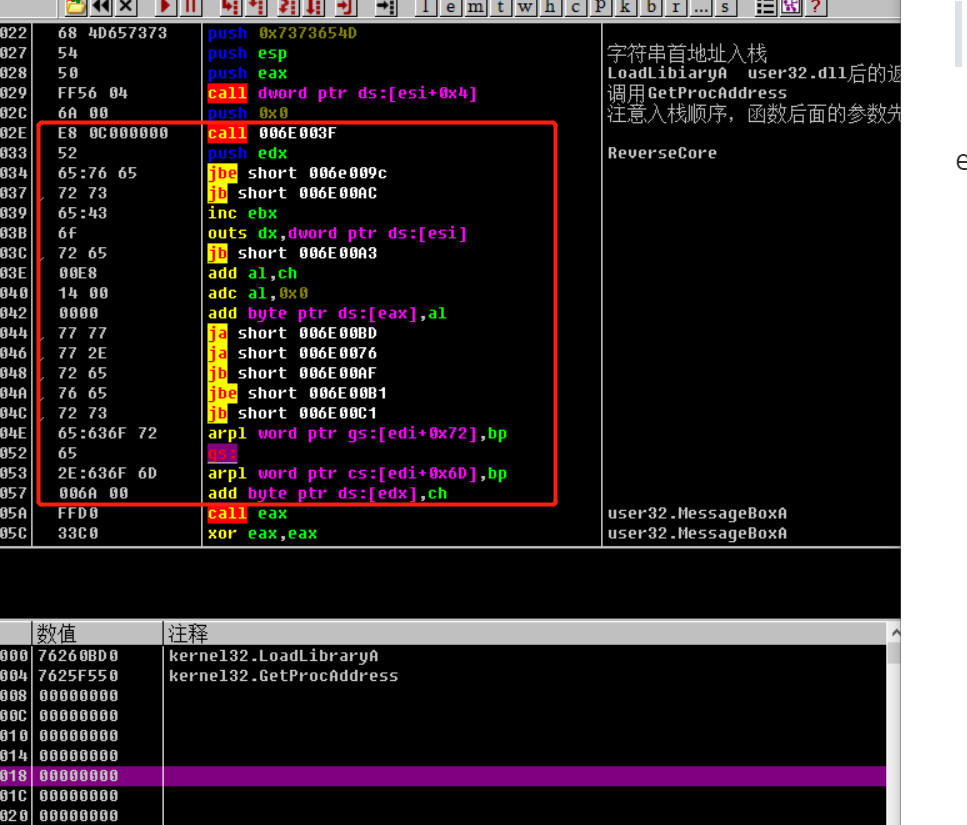 l e m t w h c P k b r ... s ?
022 68 4D657373 push 0x7373654D
027 54 push esp 字符串首地址入栈
028 50 push eax LoadLibiaryA user32.dll后的返
029 FF56 04 call dword ptr ds:[esi+0x4] 调用GetProcAddress
02C 6A 00 push 0x0 注意入栈顺序，函数后面的参数先
02E E8 0C000000 call 006E003F
033 52 push edx ReverseCore
034 65:76 65 jbe short 006e009c
037 72 73 jb short 006E00AC
039 65:43 inc ebx
03B 6F outs dx,dword ptr ds:[esi]
03C 72 65 jb short 006E00A3
03E 00E8 add al,ch
040 14 00 adc al,0x0
042 0000 add byte ptr ds:[eax],al
044 77 77 ja short 006E00BD
046 77 2E ja short 006E0076
048 72 65 jb short 006E00AF
04A 76 65 jbe short 006E00B1
04C 72 73 jb short 006E00C1
04E 65:636F 72 arpl word ptr gs:[edi+0x72],bp
052 65 gs:
053 2E:636F 6D arpl word ptr cs:[edi+0x6D],bp
057 006A 00 add byte ptr ds:[edx],ch
05A FFD0 call eax user32.MessageBoxA
05C 33C0 xor eax,eax user32.MessageBoxA
数值 注释
000 76260BD0 kernel32.LoadLibraryA
004 7625F550 kernel32.GetProcAddress
008 00000000
00C 00000000
010 00000000
014 00000000
018 00000000
01C 00000000
020 00000000